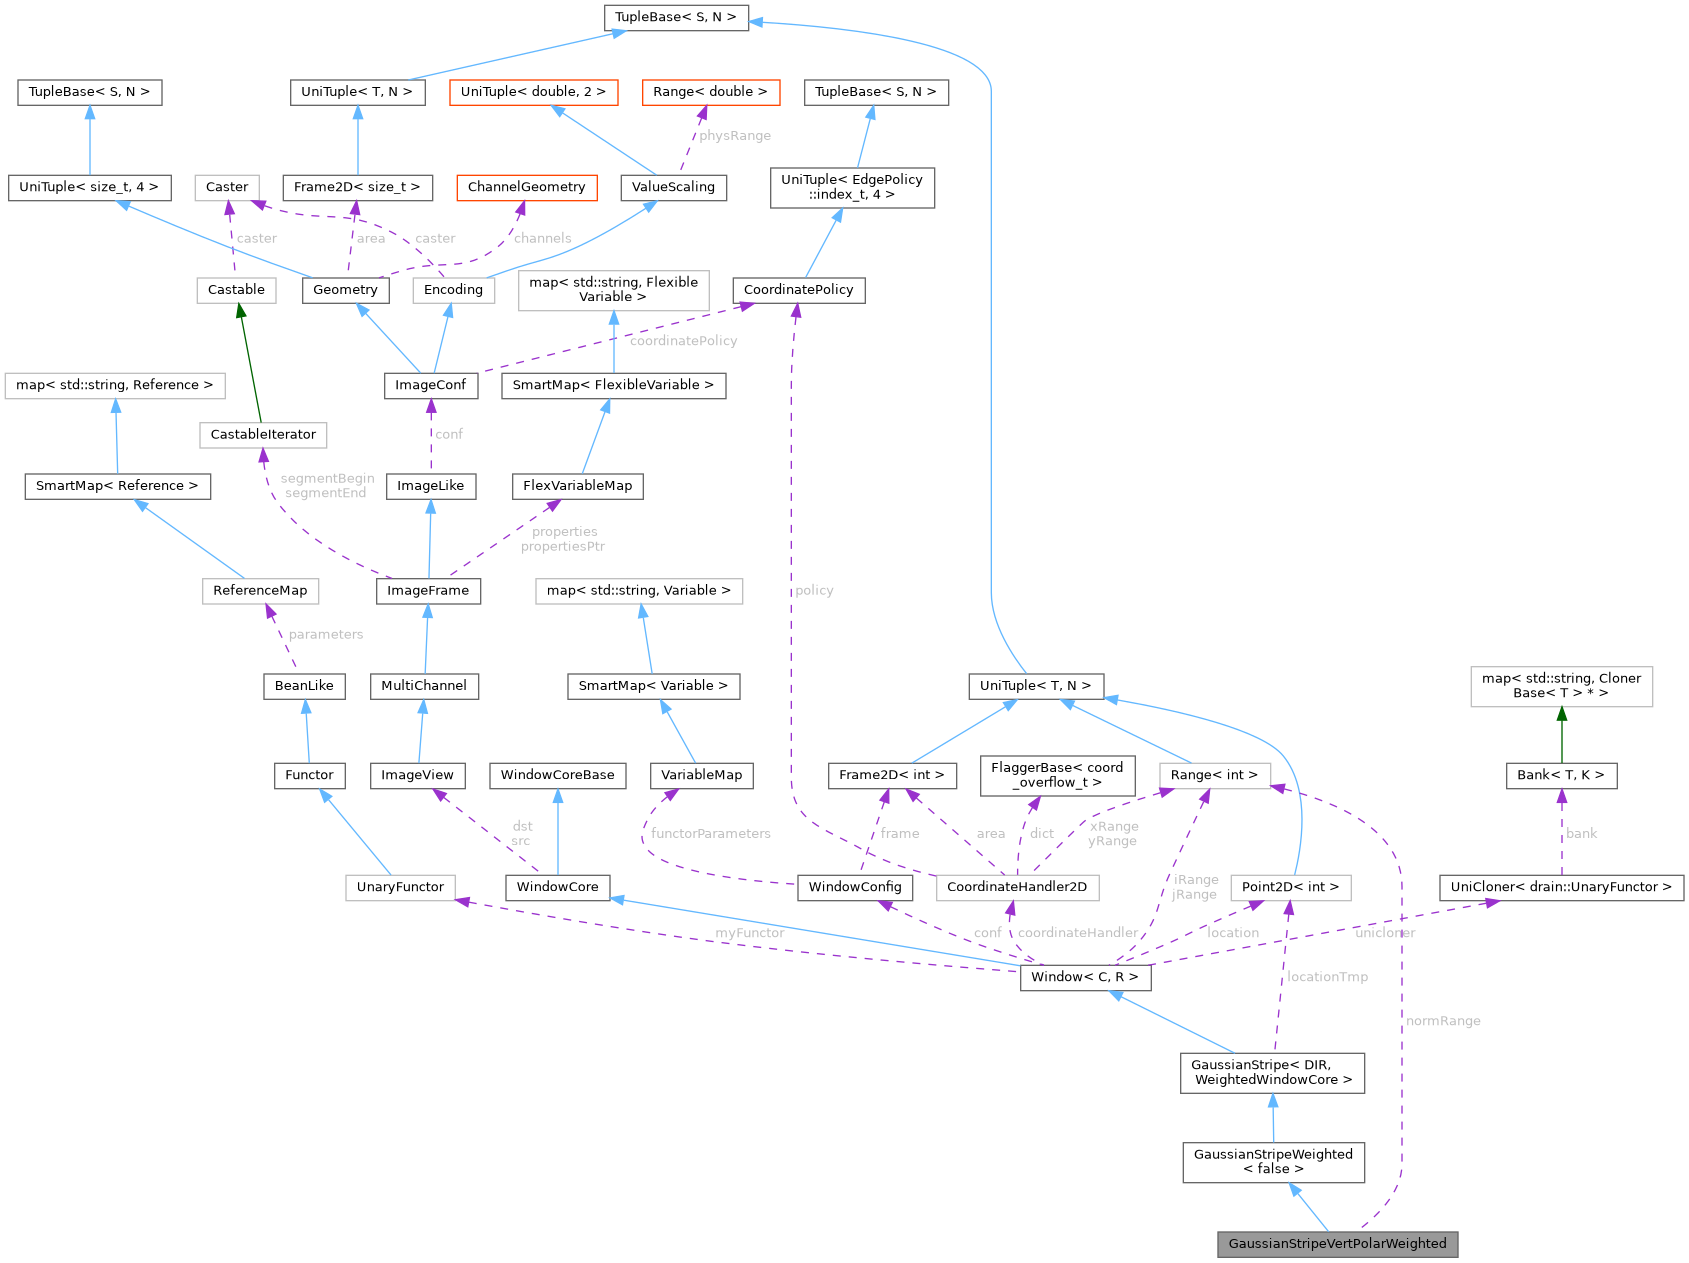 TupleBase< S, N >
TupleBase< S, N >
UniTuple< T, N >
UniTuple< double, 2 >
Range< double >
TupleBase< S, N >
physRange
UniTuple< size_t, 4 >
Caster
Frame2D< size_t >
ChannelGeometry
ValueScaling
UniTuple< EdgePolicy
::index_t, 4 >
caster
area
caster
channels
Castable
Geometry
Encoding
map< std::string, Flexible
Variable >
CoordinatePolicy
coordinatePolicy
map< std::string, Reference >
ImageConf
SmartMap< FlexibleVariable >
CastableIterator
conf
SmartMap< Reference >
segmentBegin
segmentEnd
ImageLike
FlexVariableMap
properties
propertiesPtr
ReferenceMap
ImageFrame
map< std::string, Variable >
policy
parameters
BeanLike
MultiChannel
SmartMap< Variable >
UniTuple< T, N >
map< std::string, Cloner
Base< T > * >
Functor
ImageView
WindowCoreBase
VariableMap
Frame2D< int >
FlaggerBase< coord
_overflow_t >
Range< int >
Bank< T, K >
dst
src
functorParameters
frame
area
dict
xRange
yRange
bank
UnaryFunctor
WindowCore
WindowConfig
CoordinateHandler2D
iRange
jRange
Point2D< int >
UniCloner< drain::UnaryFunctor >
myFunctor
conf
coordinateHandler
location
unicloner
Window< C, R >
locationTmp
normRange
GaussianStripe< DIR,
WeightedWindowCore >
GaussianStripeWeighted
< false >
GaussianStripeVertPolarWeighted